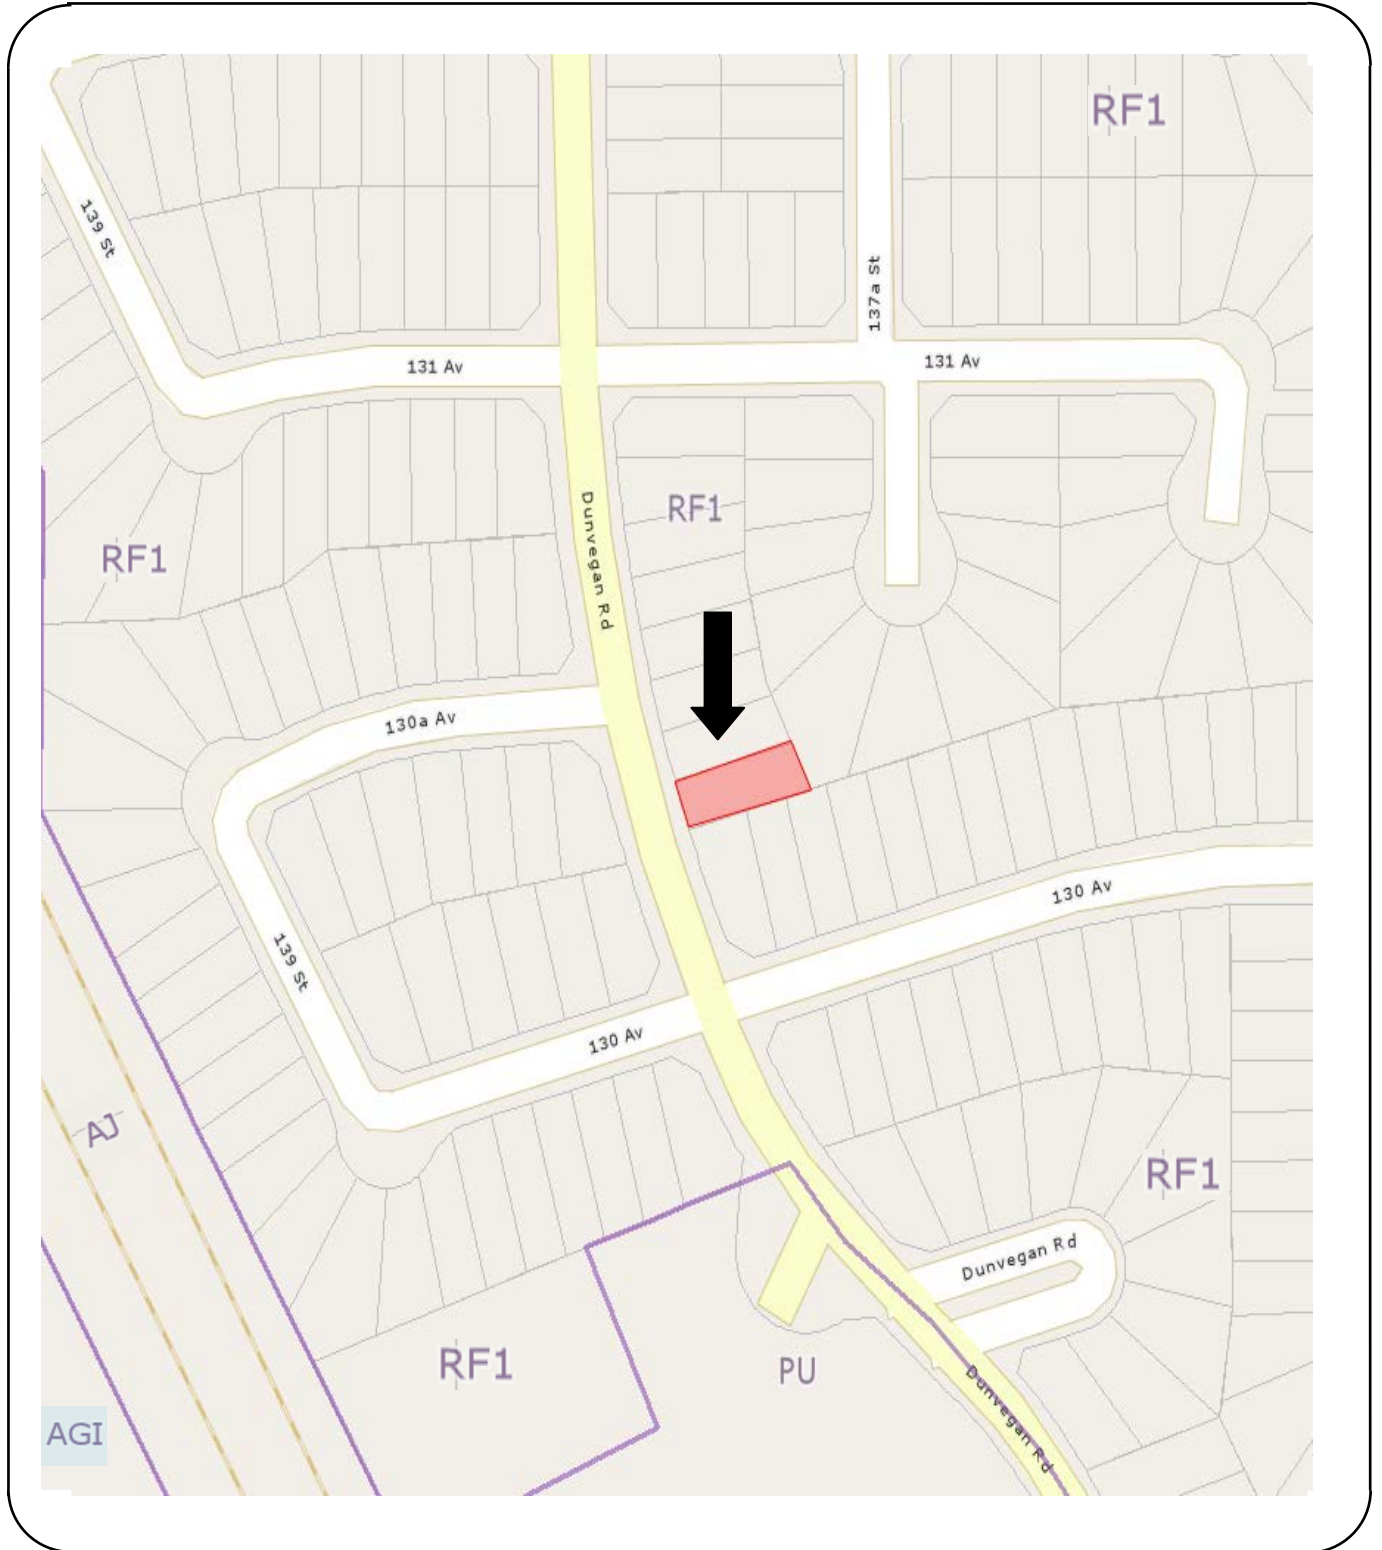 RF1
139 St
137a St
131 Av
131 Av
RF1
Dunvegan Rd
RF1
130a Av
130 Av
139 St
130 Av
AJ
RF1
Dunvegan Rd
RF1
PU
Dunvegan Rd
AGI